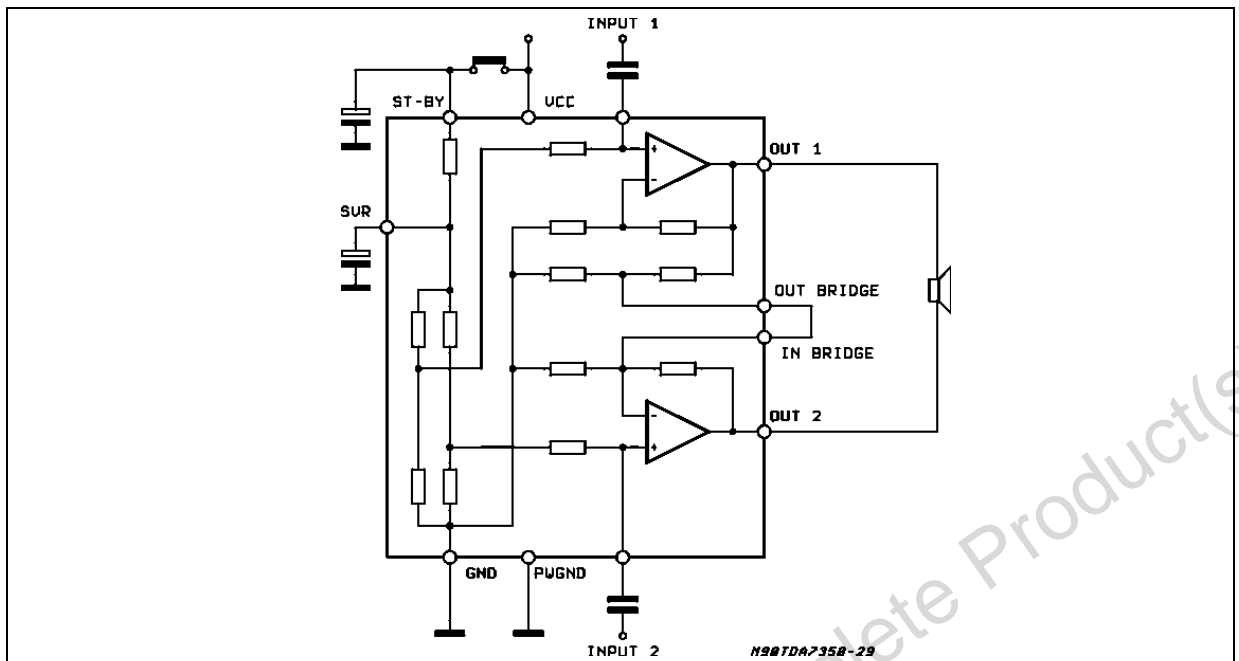 INPUT 1
ST-BY
VCC
OUT 1
SVR
OUT BRIDGE
IN BRIDGE
OUT 2
GND
PWGND
INPUT 2
M90TDA7350-29
lete Product(s